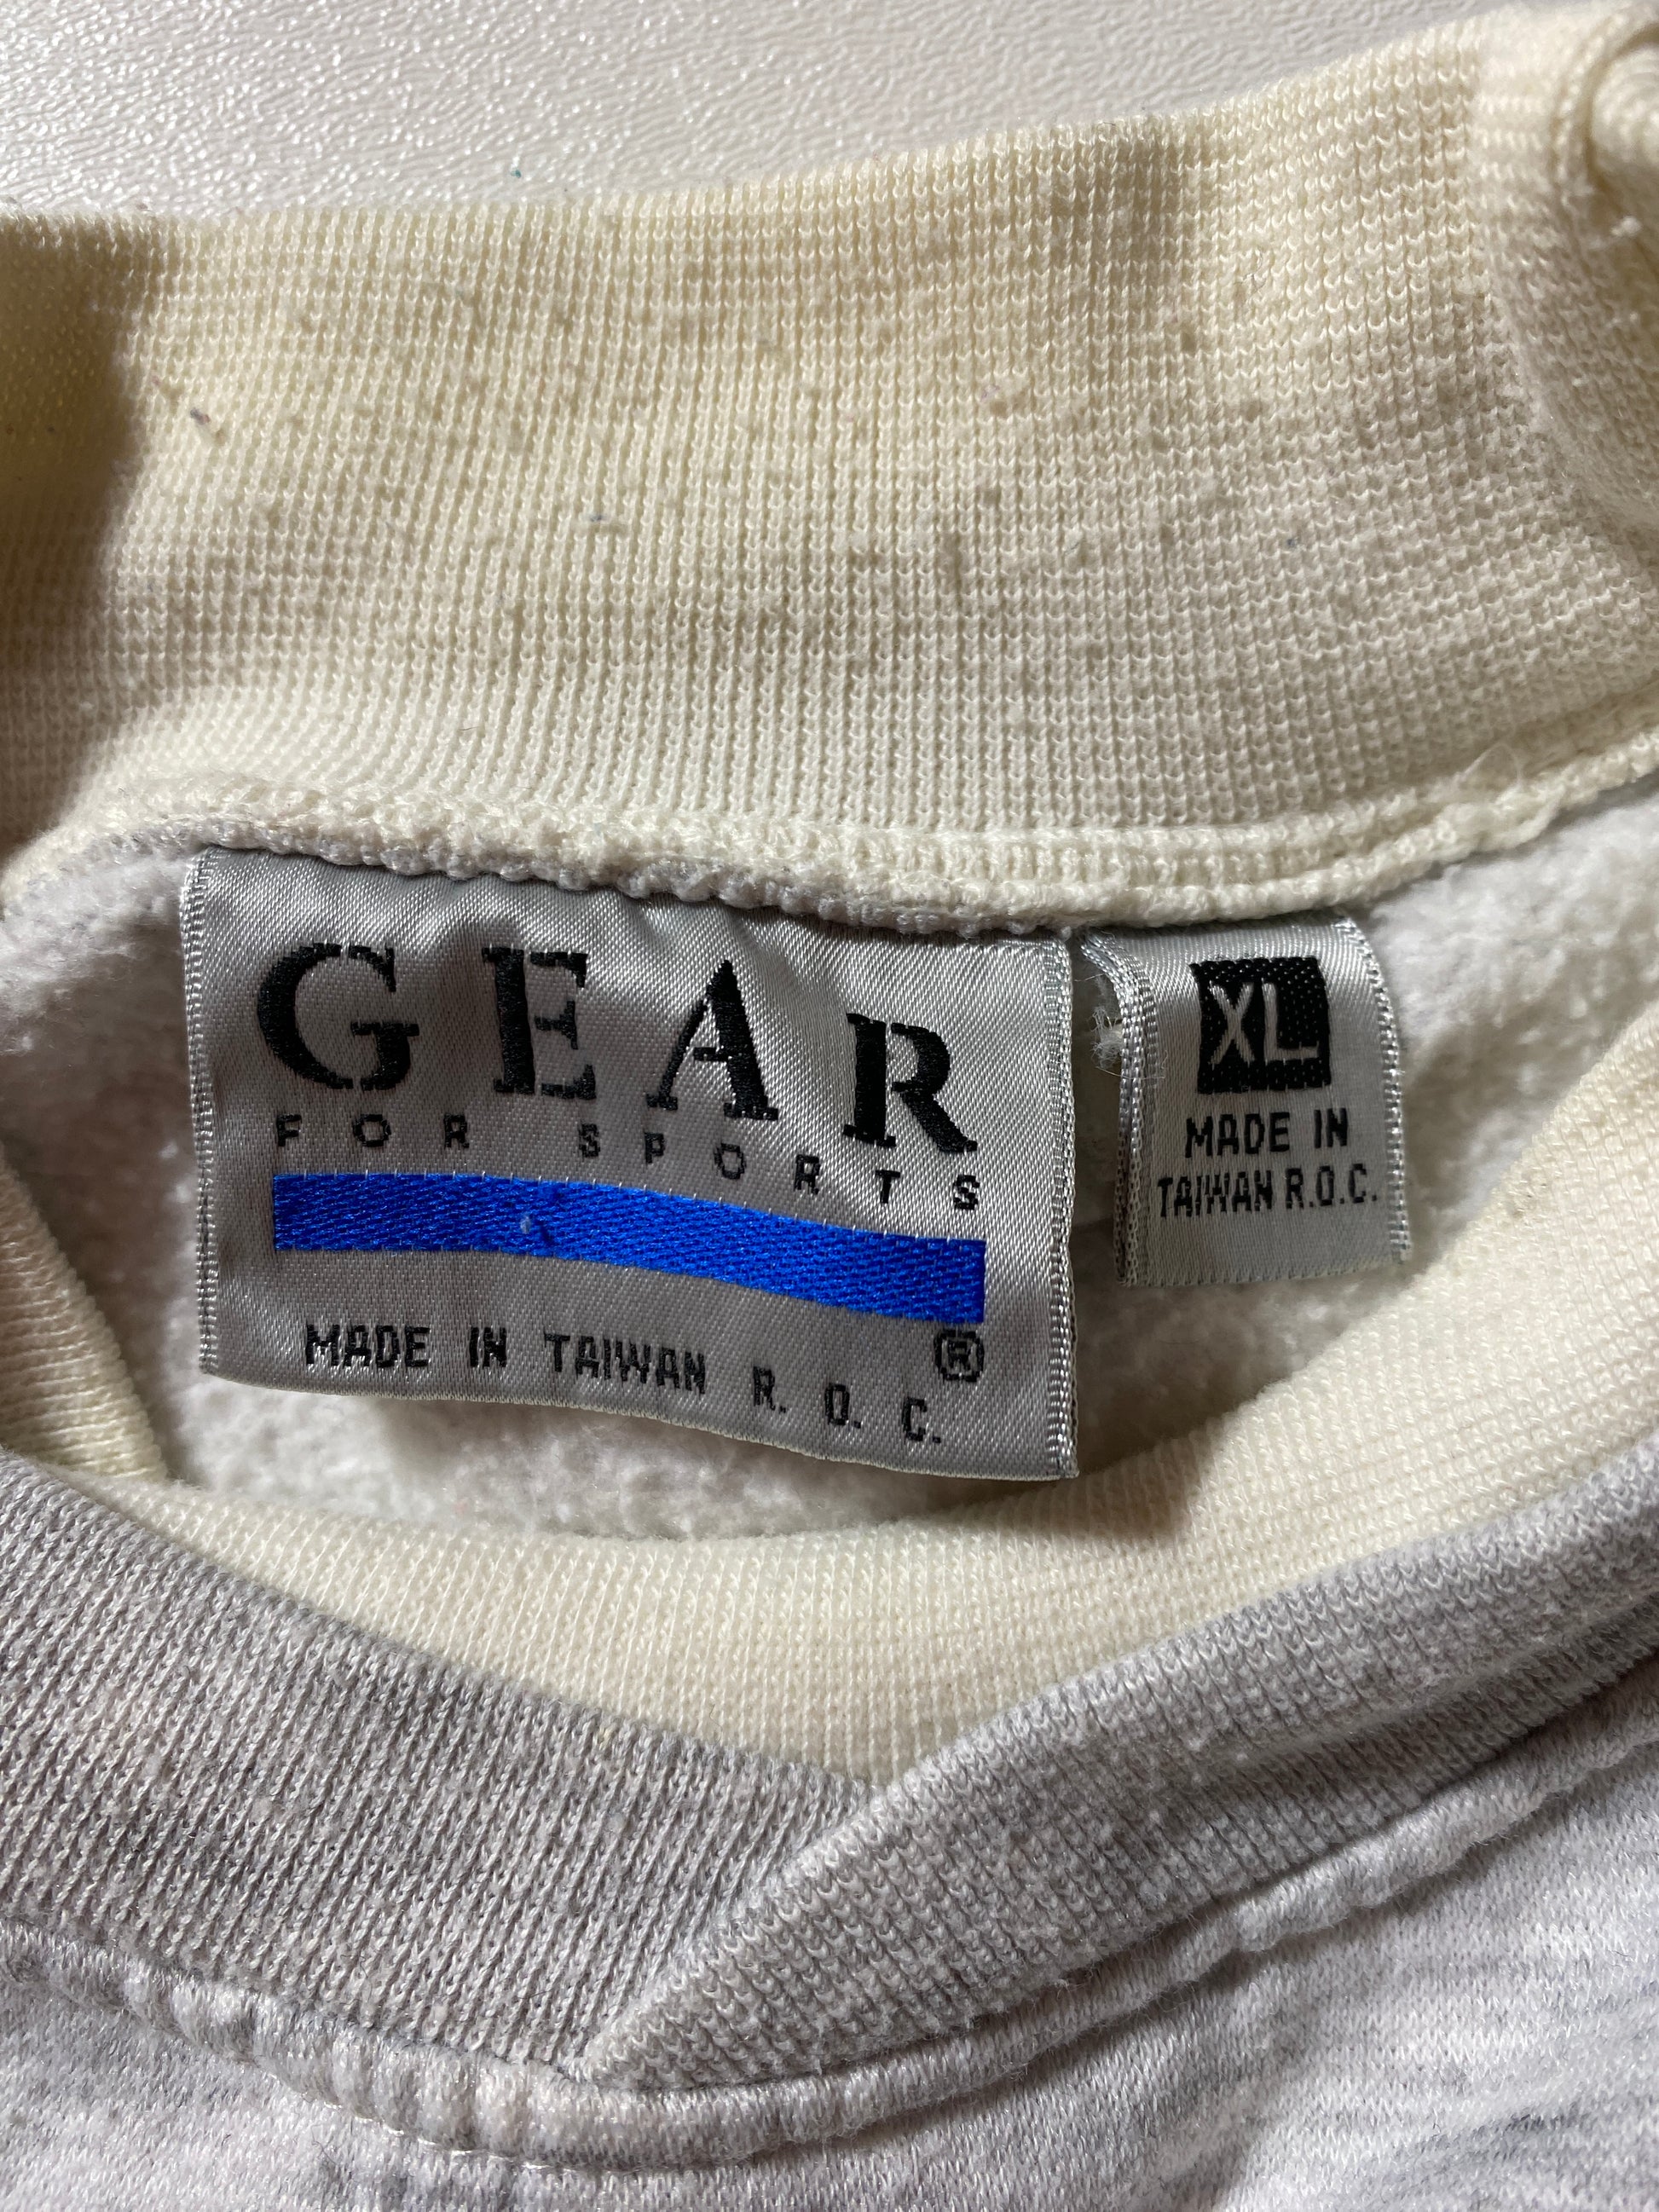 GEAR
FOR SPORTS
®
MADE IN TAIWAN R. O. C.
XL
MADE IN
TAIWAN R.O.C.